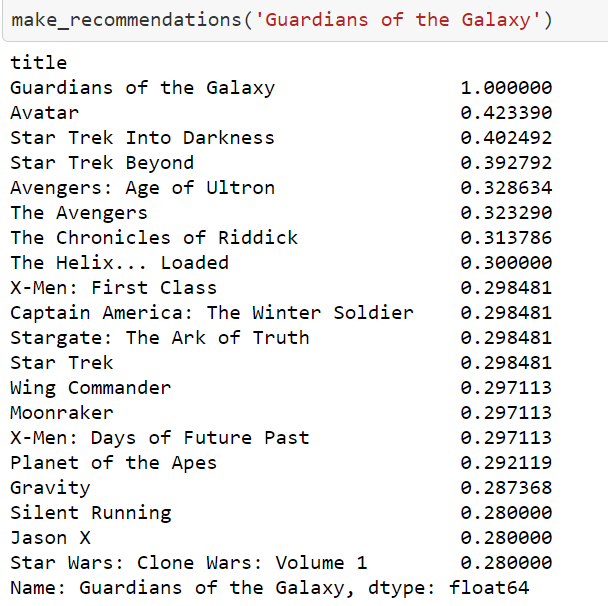 make_recommendations('Guardians of the Galaxy')
title
Guardians of the Galaxy 1.000000
Avatar 0.423390
Star Trek Into Darkness 0.402492
Star Trek Beyond 0.392792
Avengers: Age of Ultron 0.328634
The Avengers 0.323290
The Chronicles of Riddick 0.313786
The Helix... Loaded 0.300000
X-Men: First Class 0.298481
Captain America: The Winter Soldier 0.298481
Stargate: The Ark of Truth 0.298481
Star Trek 0.298481
Wing Commander 0.297113
Moonraker 0.297113
X-Men: Days of Future Past 0.297113
Planet of the Apes 0.292119
Gravity 0.287368
Silent Running 0.280000
Jason X 0.280000
Star Wars: Clone Wars: Volume 1 0.280000
Name: Guardians of the Galaxy, dtype: float64